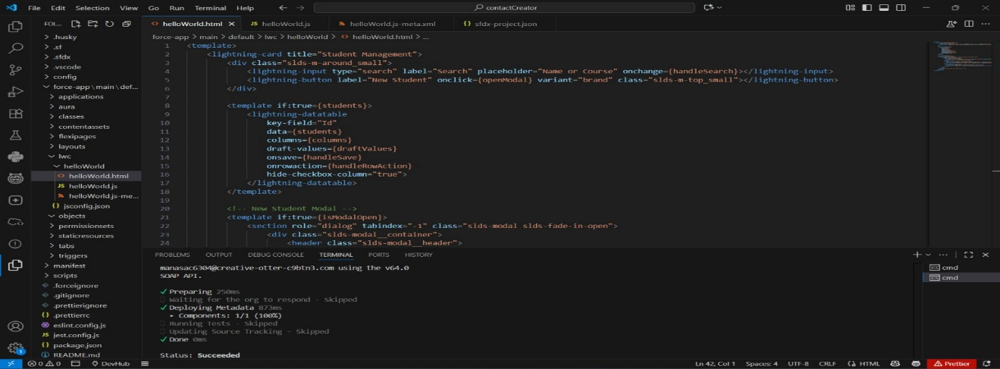 File Edit Selection View Go Run Terminal Help
contactCreator
FOL...
helloWorld.html
JS helloWorld.js
helloWorld.js-meta.xml
{} sfdx-project.json
force-app > main > default > lwc > helloWorld > <> helloWorld.html > ...
> .husky
> .sf
> .sfdx
> .vscode
> config
force-app\main\def...
> applications
> aura
> classes
> contentassets
> flexipages
> layouts
lwc
helloWorld
<> helloWorld.html
JS helloWorld.js
helloWorld.js-me...
{} jsconfig.json
objects
> permissionsets
> staticresources
> tabs
> triggers
> manifest
> scripts
.forceignore
.gitignore
.prettierignore
{} .prettierrc
eslint.config.js
JS jest.config.js
{} package.json
README.md
1 <template>
2 <lightning-card title="Student Management">
3 <div class="slds-m-around_small">
4 <lightning-input type="search" label="Search" placeholder="Name or Course" onchange={handleSearch}></lightning-input>
5 <lightning-button label="New Student" onclick={openModal} variant="brand" class="slds-m-top_small"></lightning-button>
6 </div>
7
8 <template if:true={students}>
9 <lightning-datatable
10 key-field="Id"
11 data={students}
12 columns={columns}
13 draft-values={draftValues}
14 onsave={handleSave}
15 onrowaction={handleRowAction}
16 hide-checkbox-column="true">
17 </lightning-datatable>
18 </template>
19
20 <!-- New Student Modal -->
21 <template if:true={isModalOpen}>
22 <section role="dialog" tabindex="-1" class="slds-modal slds-fade-in-open">
23 <div class="slds-modal__container">
24 <header class="slds-modal__header">
PROBLEMS OUTPUT DEBUG CONSOLE TERMINAL PORTS HISTORY
manasac6304@creative-otter-c9btn3.com using the v64.0
SOAP API.
✓ Preparing 250ms
Waiting for the org to respond - Skipped
✓ Deploying Metadata 873ms
▸ Components: 1/1 (100%)
Running Tests - Skipped
Updating Source Tracking - Skipped
✓ Done 0ms
Status: Succeeded
cmd
cmd
1
0 0 DevHub
Ln 42, Col 1 Spaces: 4 UTF-8 CRLF HTML Prettier